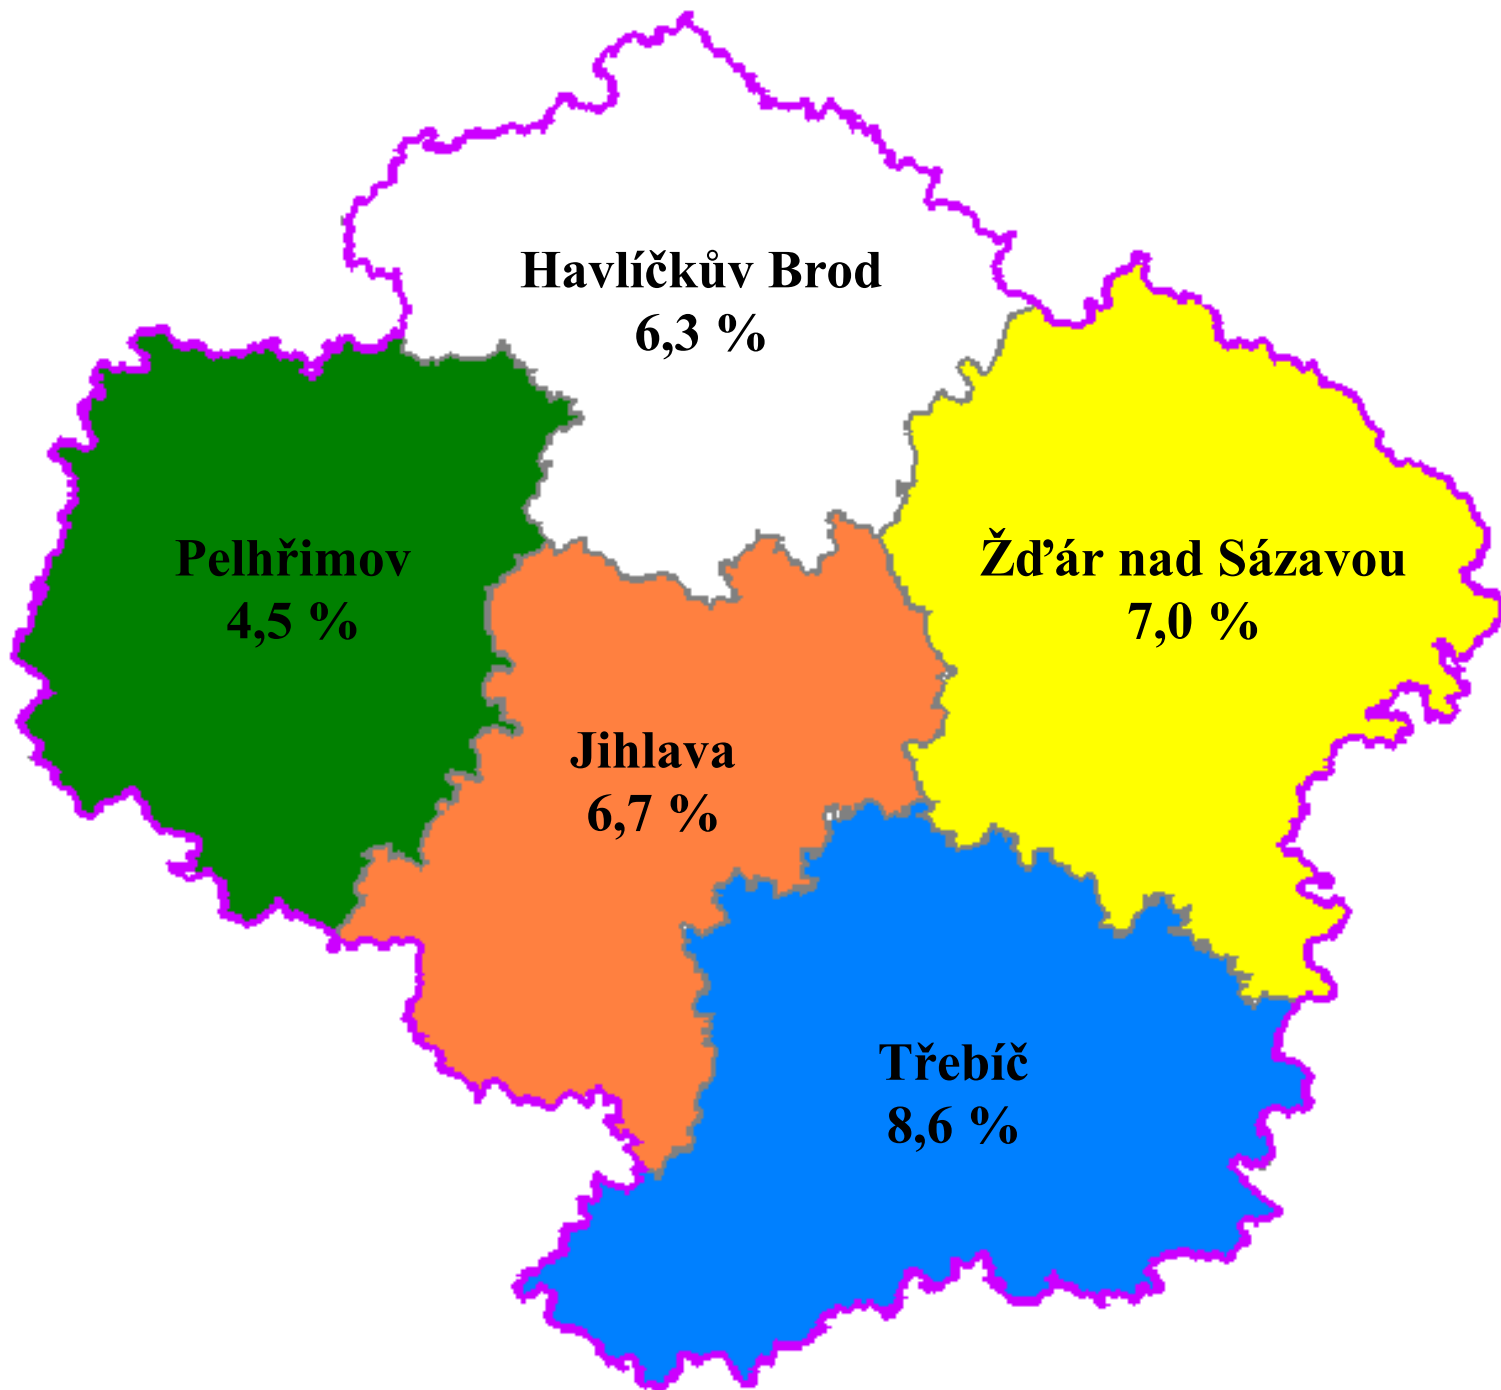 Havlíčkův Brod
6,3 %
Pelhřimov
4,5 %
Žďár nad Sázavou
7,0 %
Jihlava
6,7 %
Třebíč
8,6 %